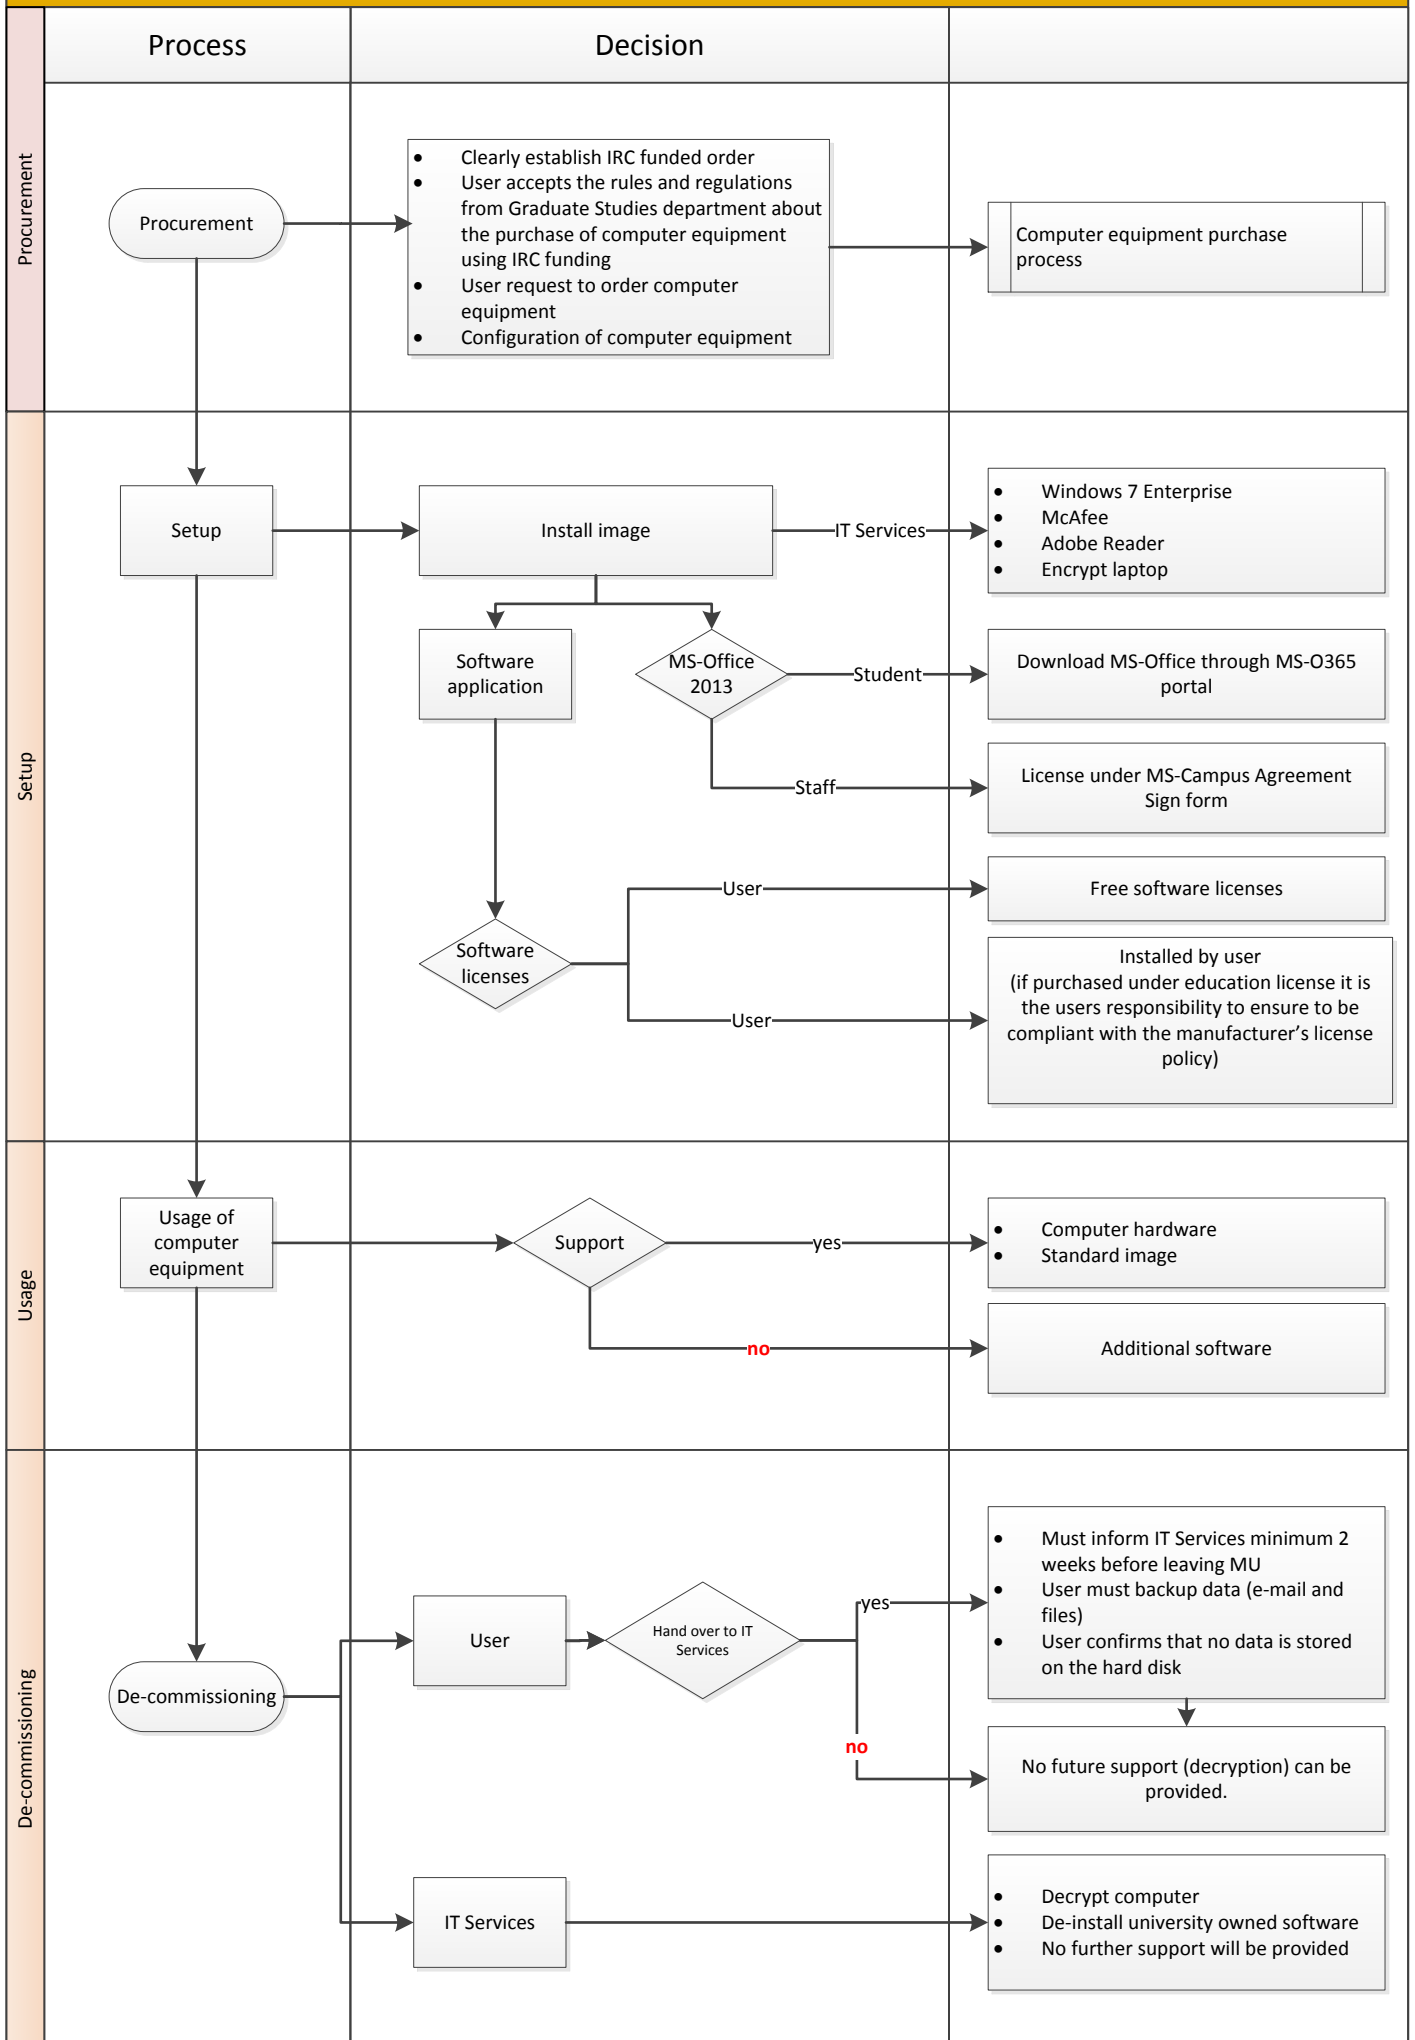 Process
Decision
Procurement
Procurement
• Clearly establish IRC funded order
• User accepts the rules and regulations
from Graduate Studies department about
the purchase of computer equipment
using IRC funding
• User request to order computer
equipment
• Configuration of computer equipment
Computer equipment purchase
process
Setup
Setup
Install image
IT Services
• Windows 7 Enterprise
• McAfee
• Adobe Reader
• Encrypt laptop
Software
application
MS-Office
2013
Student
Download MS-Office through MS-O365
portal
Staff
License under MS-Campus Agreement
Sign form
Software
licenses
User
Free software licenses
User
Installed by user
(if purchased under education license it is
the users responsibility to ensure to be
compliant with the manufacturer’s license
policy)
Usage
Usage of
computer
equipment
Support
yes
• Computer hardware
• Standard image
no
Additional software
De-commissioning
De-commissioning
User
Hand over to IT
Services
yes
• Must inform IT Services minimum 2
weeks before leaving MU
• User must backup data (e-mail and
files)
• User confirms that no data is stored
on the hard disk
no
No future support (decryption) can be
provided.
IT Services
• Decrypt computer
• De-install university owned software
• No further support will be provided